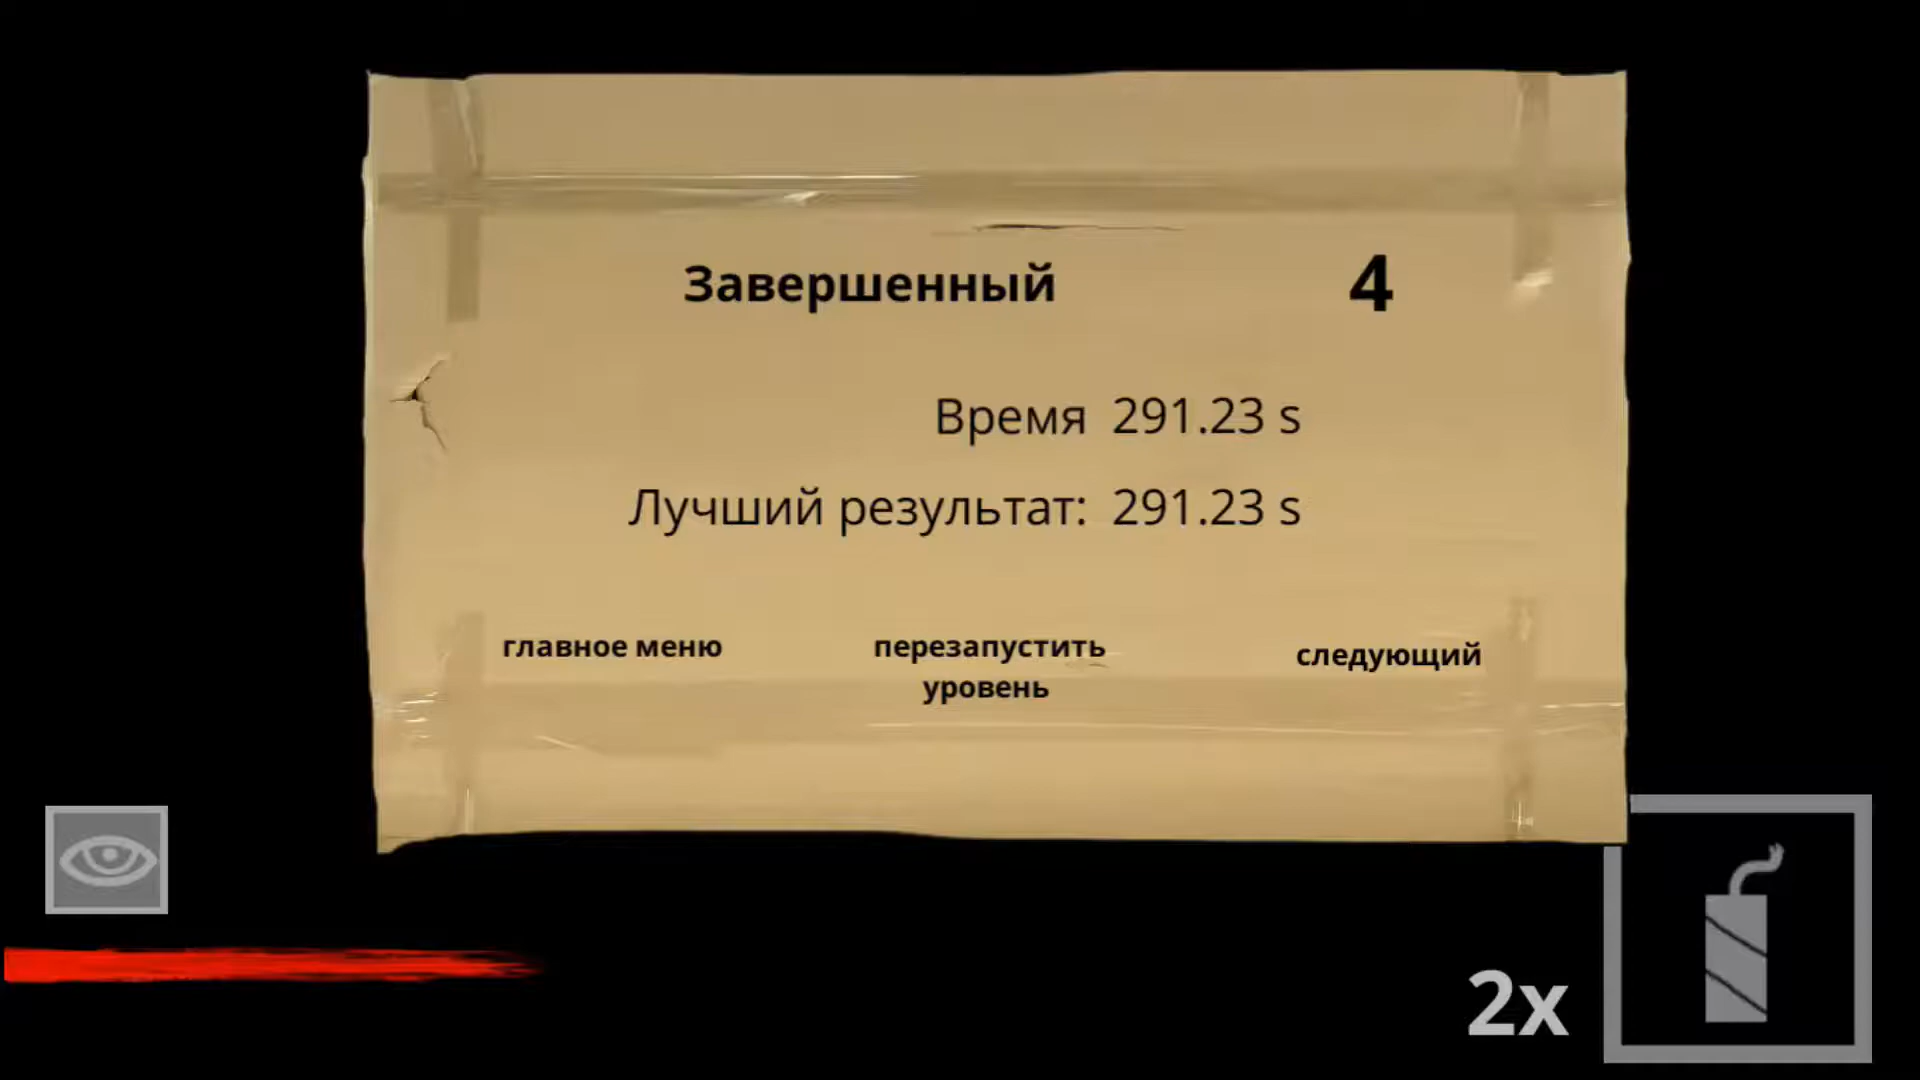 Завершенный 4
Время 291.23 s
Лучший результат: 291.23 s
главное меню
перезапустить
уровень
следующий
2x